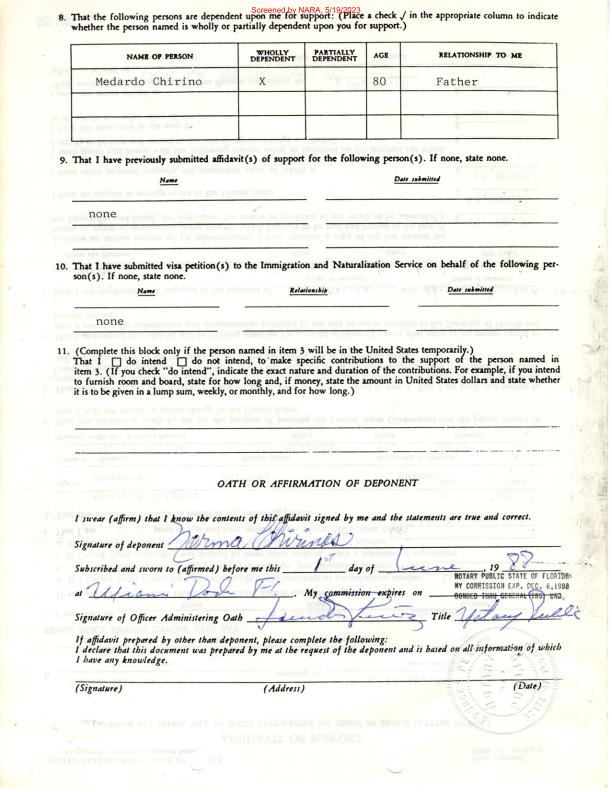 Screened by NARA, 5/19/2023
8. That the following persons are dependent upon me for support: (Place a check √ in the appropriate column to indicate
whether the person named is wholly or partially dependent upon you for support.)
NAME OF PERSON WHOLLY DEPENDENT PARTIALLY DEPENDENT AGE RELATIONSHIP TO ME
Medardo Chirino X 80 Father
9. That I have previously submitted affidavit(s) of support for the following person(s). If none, state none.
Name Date submitted
none
10. That I have submitted visa petition(s) to the Immigration and Naturalization Service on behalf of the following per-
son(s). If none, state none.
Name Relationship Date submitted
none
11. (Complete this block only if the person named in item 3 will be in the United States temporarily.)
That I ☐ do intend ☐ do not intend, to make specific contributions to the support of the person named in
item 3. (If you check "do intend", indicate the exact nature and duration of the contributions. For example, if you intend
to furnish room and board, state for how long and, if money, state the amount in United States dollars and state whether
it is to be given in a lump sum, weekly, or monthly, and for how long.)
OATH OR AFFIRMATION OF DEPONENT
I swear (affirm) that I know the contents of this affidavit signed by me and the statements are true and correct.
Signature of deponent Norma Chirinos
Subscribed and sworn to (affirmed) before me this 1st day of June, 19 88
NOTARY PUBLIC STATE OF FLORIDA
MY COMMISSION EXP. DEC. 6,1988
BONDED THRU GENERAL INS. UND.
at Miami Dade Fl. My commission expires on
Signature of Officer Administering Oath Title Notary Public
If affidavit prepared by other than deponent, please complete the following:
I declare that this document was prepared by me at the request of the deponent and is based on all information of which
I have any knowledge.
(Signature) (Address) (Date)
AFFIDAVIT OF SUPPORT